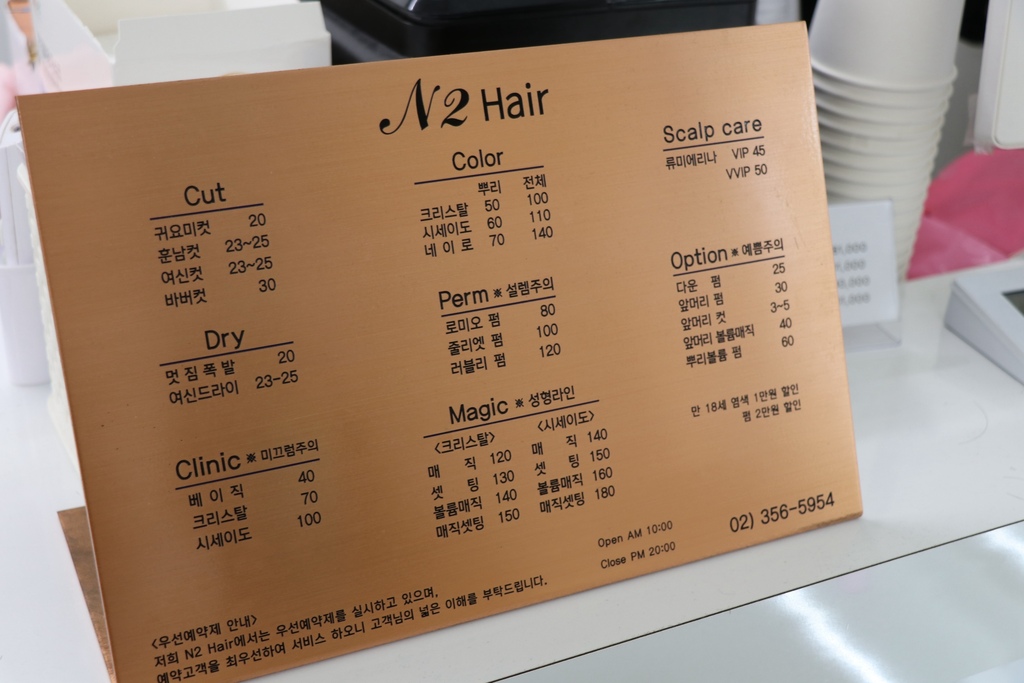 N2 Hair
Cut
귀요미컷 20
훈남컷 23~25
여신컷 23~25
바버컷 30
Dry
멋짐폭발 20
여신드라이 23-25
Clinic ※ 미끄럼주의
베이직 40
크리스탈 70
시세이도 100
Color
뿌리 전체
크리스탈 50 100
시세이도 60 110
네이로 70 140
Perm ※ 설렘주의
로미오 펌 80
줄리엣 펌 100
러블리 펌 120
Magic ※ 성형라인
<크리스탈> <시세이도>
매 직 120 매 직 140
셋 팅 130 셋 팅 150
볼륨매직 140 볼륨매직 160
매직셋팅 150 매직셋팅 180
Scalp care
류미에리나 VIP 45
VVIP 50
Option ※ 예쁨주의
다운 펌 25
앞머리 펌 30
앞머리 컷 3~5
앞머리 볼륨매직 40
뿌리볼륨 펌 60
만 18세 염색 1만원 할인
펌 2만원 할인
Open AM 10:00
Close PM 20:00
02) 356-5954
<우선예약제 안내>
저희 N2 Hair에서는 우선예약제를 실시하고 있으며,
예약고객을 최우선하여 서비스 하오니 고객님의 넓은 이해를 부탁드립니다.